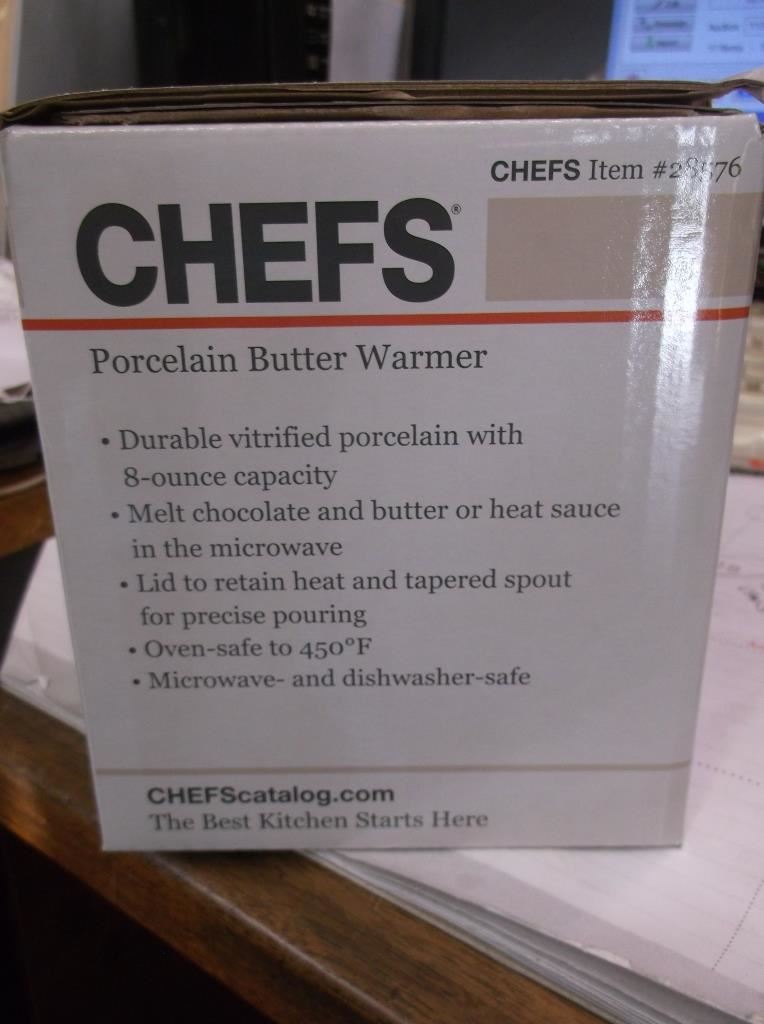 CHEFS Item #28576
CHEFS®
Porcelain Butter Warmer
• Durable vitrified porcelain with
8-ounce capacity
• Melt chocolate and butter or heat sauce
in the microwave
• Lid to retain heat and tapered spout
for precise pouring
• Oven-safe to 450°F
• Microwave- and dishwasher-safe
CHEFScatalog.com
The Best Kitchen Starts Here